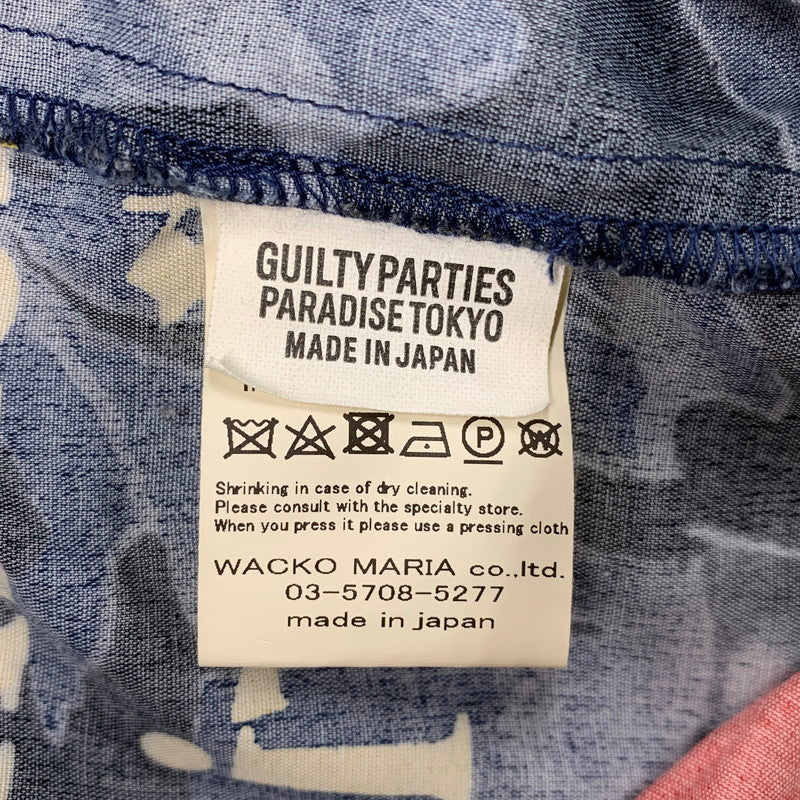 GUILTY PARTIES
PARADISE TOKYO
MADE IN JAPAN
P W
Shrinking in case of dry cleaning.
Please consult with the specialty store.
When you press it please use a pressing cloth
WACKO MARIA co.,ltd.
03-5708-5277
made in japan